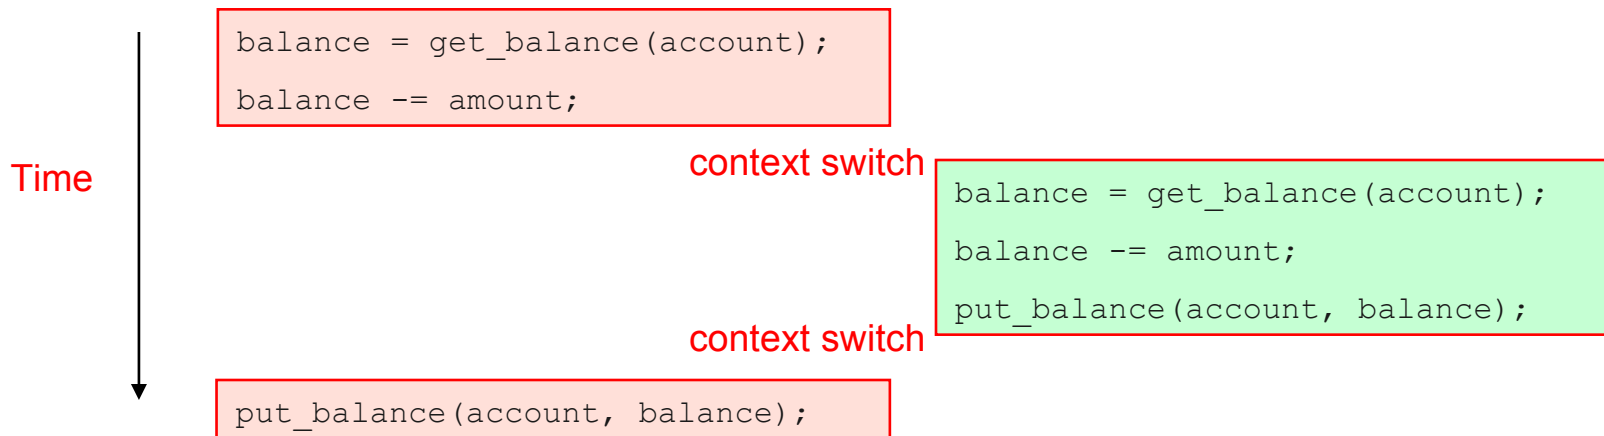 balance = get_balance(account);
balance -= amount;
Time
context switch
balance = get_balance(account);
balance -= amount;
put_balance(account, balance);
context switch
put_balance(account, balance);